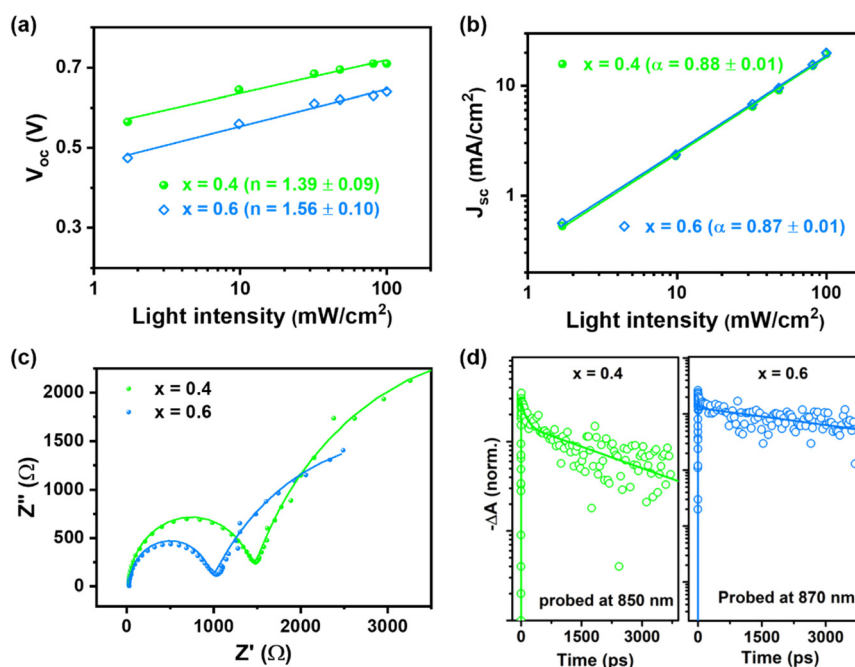 (a)
0.7
0.5
0.3
V_oc (V)
x = 0.4 (n = 1.39 ± 0.09)
x = 0.6 (n = 1.56 ± 0.10)
1 10 100
Light intensity (mW/cm²)
(b)
10
1
J_sc (mA/cm²)
x = 0.4 (α = 0.88 ± 0.01)
x = 0.6 (α = 0.87 ± 0.01)
1 10 100
Light intensity (mW/cm²)
(c)
2000
1500
1000
500
0
Z'' (Ω)
x = 0.4
x = 0.6
0 1000 2000 3000
Z' (Ω)
(d)
-ΔA (norm.)
x = 0.4
probed at 850 nm
0 1500 3000
Time (ps)
x = 0.6
Probed at 870 nm
0 1500 3000
Time (ps)